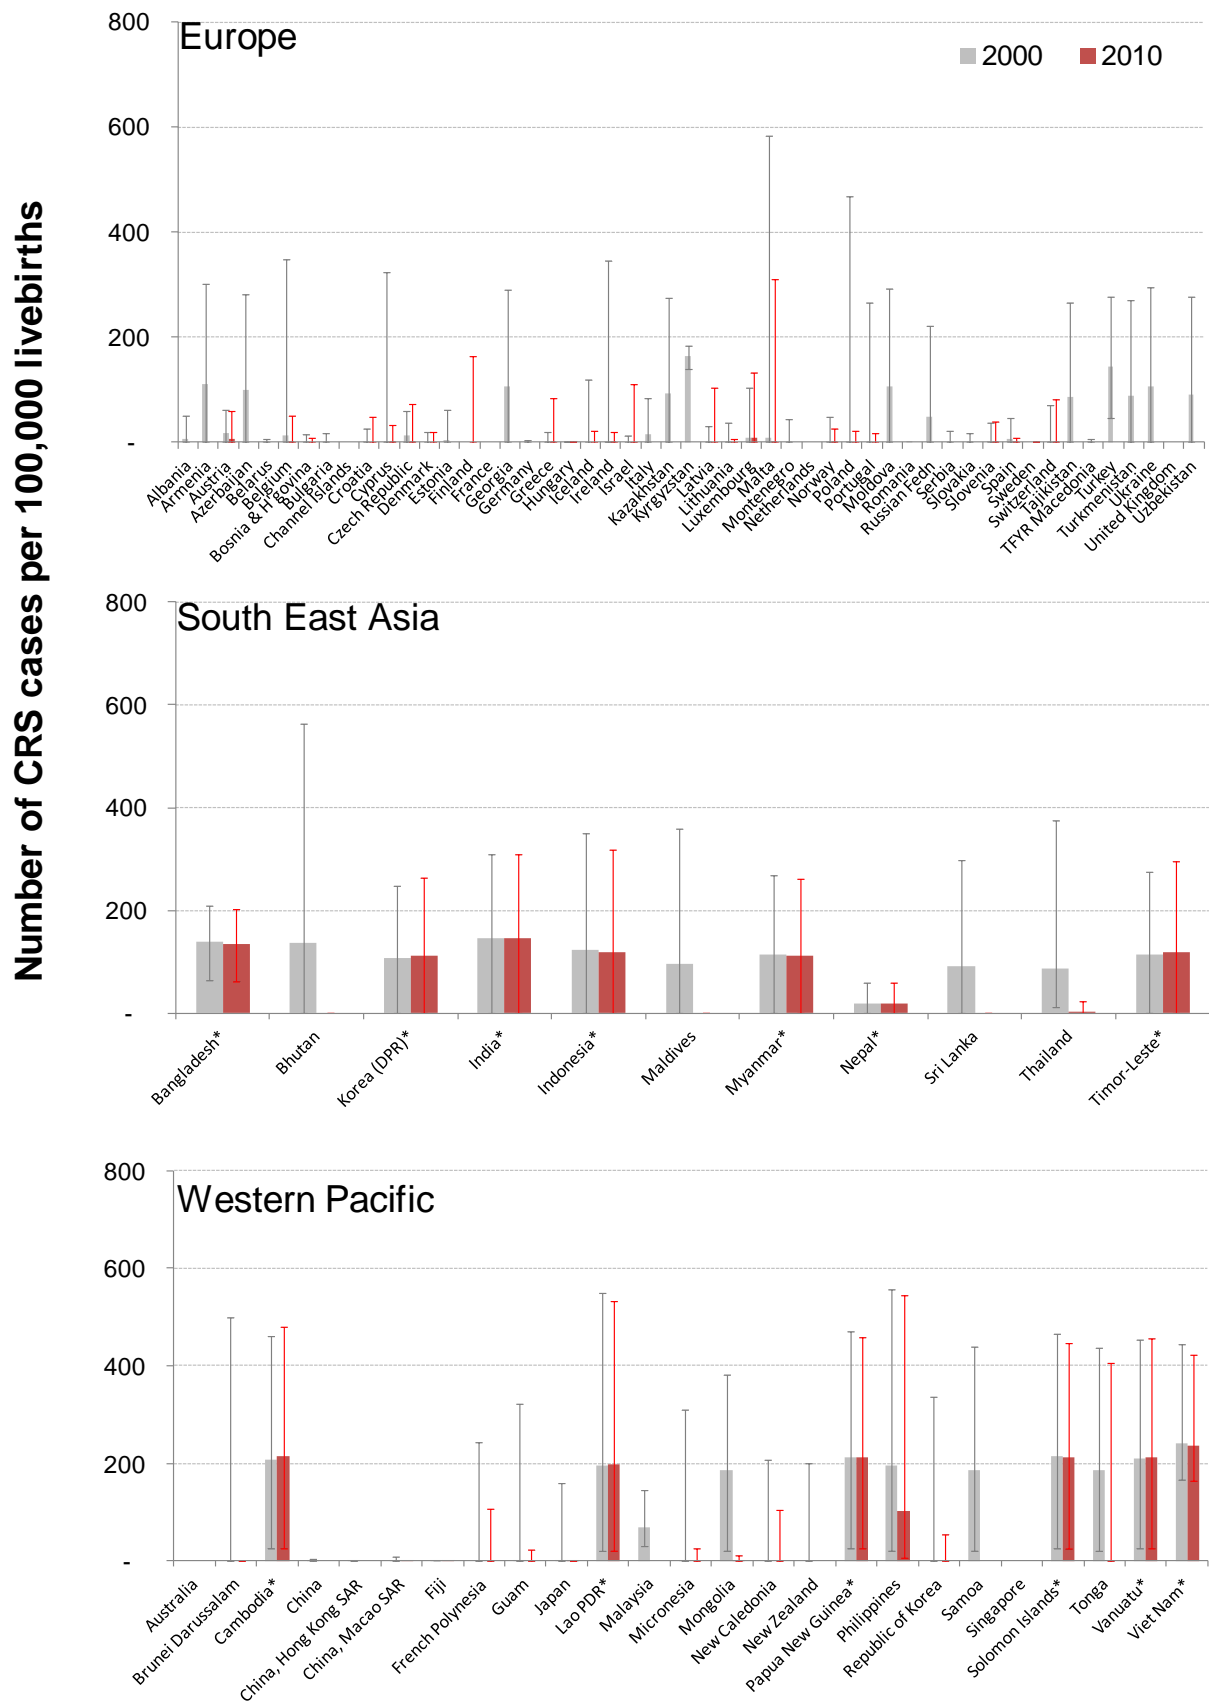 Number of CRS cases per 100,000 livebirths
Europe
2000
2010
800
600
400
200
-
Albania
Armenia
Austria
Azerbaijan
Belarus
Belgium
Bosnia & H govina
Bulgaria
Channel Islands
Croatia
Cyprus
Czech Republic
Denmark
Estonia
Finland
France
Georgia
Germany
Greece
Hungary
Iceland
Ireland
Israel
Italy
Kazakhstan
Kyrgyzstan
Latvia
Lithuania
Luxembourg
Malta
Montenegro
Netherlands
Norway
Poland
Portugal
Moldova
Romania
Russian Fedn
Serbia
Slovakia
Slovenia
Spain
Sweden
Switzerland
Tajikistan
TFYR Macedonia
Turkey
Turkmenistan
Ukraine
United Kingdom
Uzbekistan
South East Asia
800
600
400
200
-
Bangladesh*
Bhutan
Korea (DPR)*
India*
Indonesia*
Maldives
Myanmar*
Nepal*
Sri Lanka
Thailand
Timor-Leste*
Western Pacific
800
600
400
200
-
Australia
Brunei Darussalam
Cambodia*
China
China, Hong Kong SAR
China, Macao SAR
Fiji
French Polynesia
Guam
Japan
Lao PDR*
Malaysia
Micronesia
Mongolia
New Caledonia
New Zealand
Papua New Guinea*
Philippines
Republic of Korea
Samoa
Singapore
Solomon Islands*
Tonga
Vanuatu*
Viet Nam*